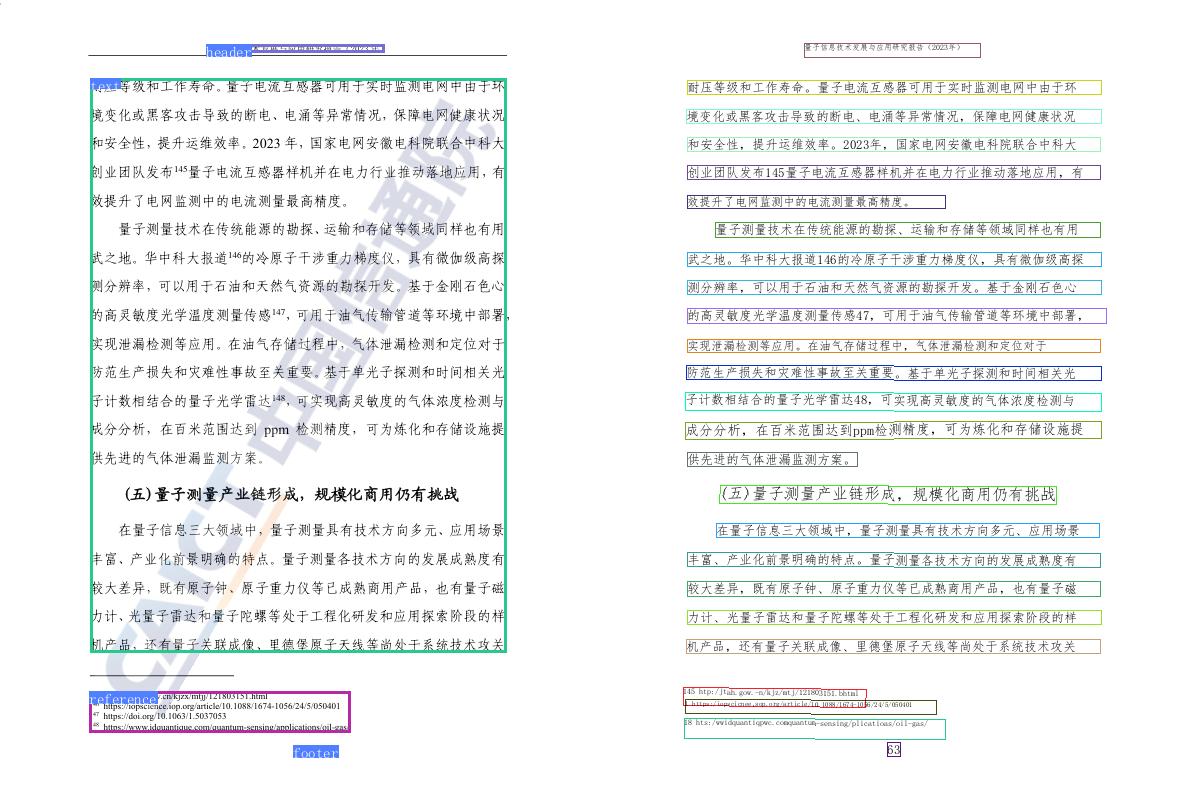 header
text等级和工作寿命。量子电流互感器可用于实时监测电网中由于环
境变化或黑客攻击导致的断电、电涌等异常情况，保障电网健康状况
和安全性，提升运维效率。2023 年，国家电网安徽电科院联合中科大
创业团队发布145量子电流互感器样机并在电力行业推动落地应用，有
效提升了电网监测中的电流测量最高精度。
量子测量技术在传统能源的勘探、运输和存储等领域同样也有用
武之地。华中科大报道146的冷原子干涉重力梯度仪，具有微伽级高探
测分辨率，可以用于石油和天然气资源的勘探开发。基于金刚石色心
的高灵敏度光学温度测量传感147，可用于油气传输管道等环境中部署，
实现泄漏检测等应用。在油气存储过程中，气体泄漏检测和定位对于
防范生产损失和灾难性事故至关重要。基于单光子探测和时间相关光
子计数相结合的量子光学雷达148，可实现高灵敏度的气体浓度检测与
成分分析，在百米范围达到 ppm 检测精度，可为炼化和存储设施提
供先进的气体泄漏监测方案。
(五)量子测量产业链形成，规模化商用仍有挑战
在量子信息三大领域中，量子测量具有技术方向多元、应用场景
丰富、产业化前景明确的特点。量子测量各技术方向的发展成熟度有
较大差异，既有原子钟、原子重力仪等已成熟商用产品，也有量子磁
力计、光量子雷达和量子陀螺等处于工程化研发和应用探索阶段的样
机产品，还有量子关联成像、里德堡原子天线等尚处于系统技术攻关
reference.cn/kjzx/mtjj/121803151.html
https://iopscience.iop.org/article/10.1088/1674-1056/24/5/050401
47 https://doi.org/10.1063/1.5037053
48 https://www.idquantique.com/quantum-sensing/applications/oil-gas/
footer
CAICT 中国信通院
量子信息技术发展与应用研究报告（2023年）
耐压等级和工作寿命。量子电流互感器可用于实时监测电网中由于环
境变化或黑客攻击导致的断电、电涌等异常情况，保障电网健康状况
和安全性，提升运维效率。2023年，国家电网安徽电科院联合中科大
创业团队发布145量子电流互感器样机并在电力行业推动落地应用，有
效提升了电网监测中的电流测量最高精度。
量子测量技术在传统能源的勘探、运输和存储等领域同样也有用
武之地。华中科大报道146的冷原子干涉重力梯度仪，具有微伽级高探
测分辨率，可以用于石油和天然气资源的勘探开发。基于金刚石色心
的高灵敏度光学温度测量传感47，可用于油气传输管道等环境中部署，
实现泄漏检测等应用。在油气存储过程中，气体泄漏检测和定位对于
防范生产损失和灾难性事故至关重要。基于单光子探测和时间相关光
子计数相结合的量子光学雷达48，可实现高灵敏度的气体浓度检测与
成分分析，在百米范围达到ppm检测精度，可为炼化和存储设施提
供先进的气体泄漏监测方案。
(五)量子测量产业链形成，规模化商用仍有挑战
在量子信息三大领域中，量子测量具有技术方向多元、应用场景
丰富、产业化前景明确的特点。量子测量各技术方向的发展成熟度有
较大差异，既有原子钟、原子重力仪等已成熟商用产品，也有量子磁
力计、光量子雷达和量子陀螺等处于工程化研发和应用探索阶段的样
机产品，还有量子关联成像、里德堡原子天线等尚处于系统技术攻关
145 http:/jtah.gow.-n/kjz/mtj/121803151.bhtml
https://iopscicnee.sop.org/article/10.1088/1674-1056/24/5/050401
18 hts:/wwidquantiqpwc.comquantum-sensing/plications/oil-gas/
63